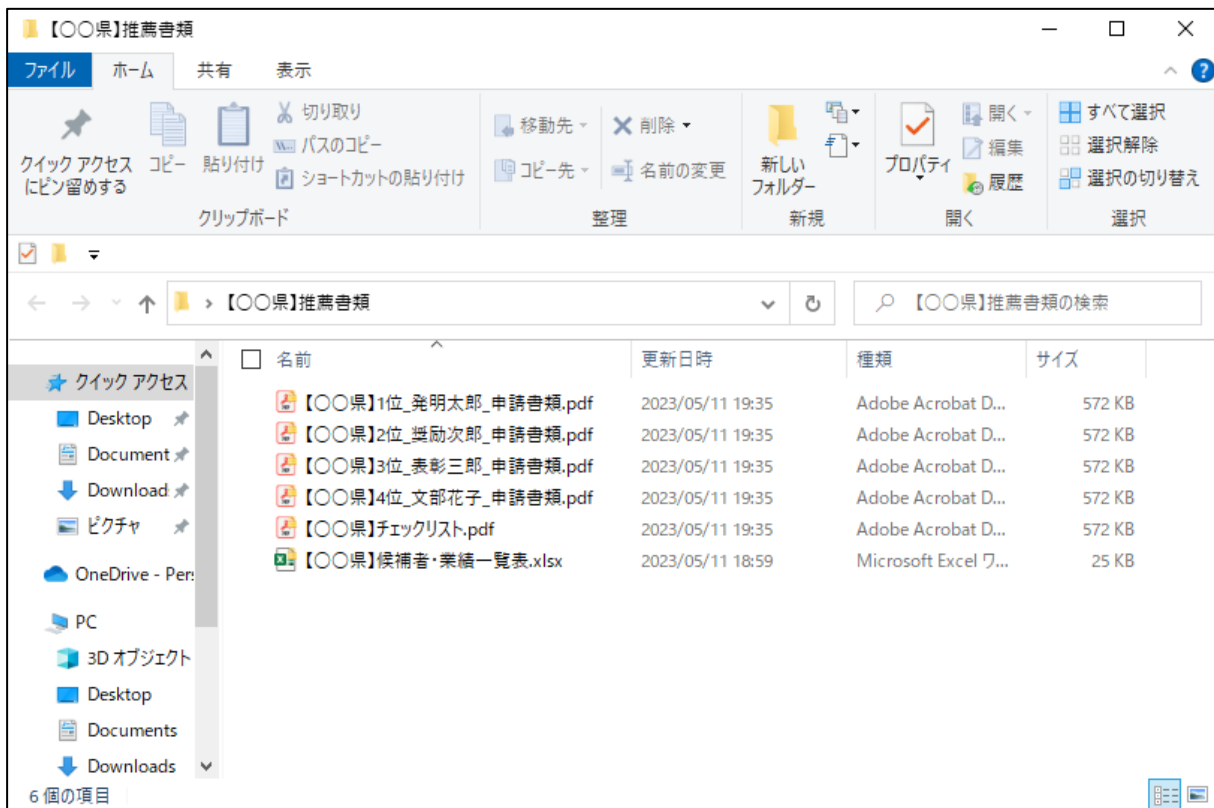 【〇〇県】推薦書類
ファイル ホーム 共有 表示
クイック アクセス
にピン留めする
コピー
貼り付け
切り取り
パスのコピー
ショートカットの貼り付け
クリップボード
移動先
コピー先
削除
名前の変更
整理
新しい
フォルダー
新規
プロパティ
開く
編集
履歴
開く
すべて選択
選択解除
選択の切り替え
選択
【〇〇県】推薦書類
【〇〇県】推薦書類の検索
クイック アクセス
Desktop
Document
Download
ピクチャ
OneDrive - Pers
PC
3D オブジェクト
Desktop
Documents
Downloads
名前 更新日時 種類 サイズ
【〇〇県】1位_発明太郎_申請書類.pdf 2023/05/11 19:35 Adobe Acrobat D... 572 KB
【〇〇県】2位_奨励次郎_申請書類.pdf 2023/05/11 19:35 Adobe Acrobat D... 572 KB
【〇〇県】3位_表彰三郎_申請書類.pdf 2023/05/11 19:35 Adobe Acrobat D... 572 KB
【〇〇県】4位_文部花子_申請書類.pdf 2023/05/11 19:35 Adobe Acrobat D... 572 KB
【〇〇県】チェックリスト.pdf 2023/05/11 19:35 Adobe Acrobat D... 572 KB
【〇〇県】候補者・業績一覧表.xlsx 2023/05/11 18:59 Microsoft Excel ワ... 25 KB
6 個の項目